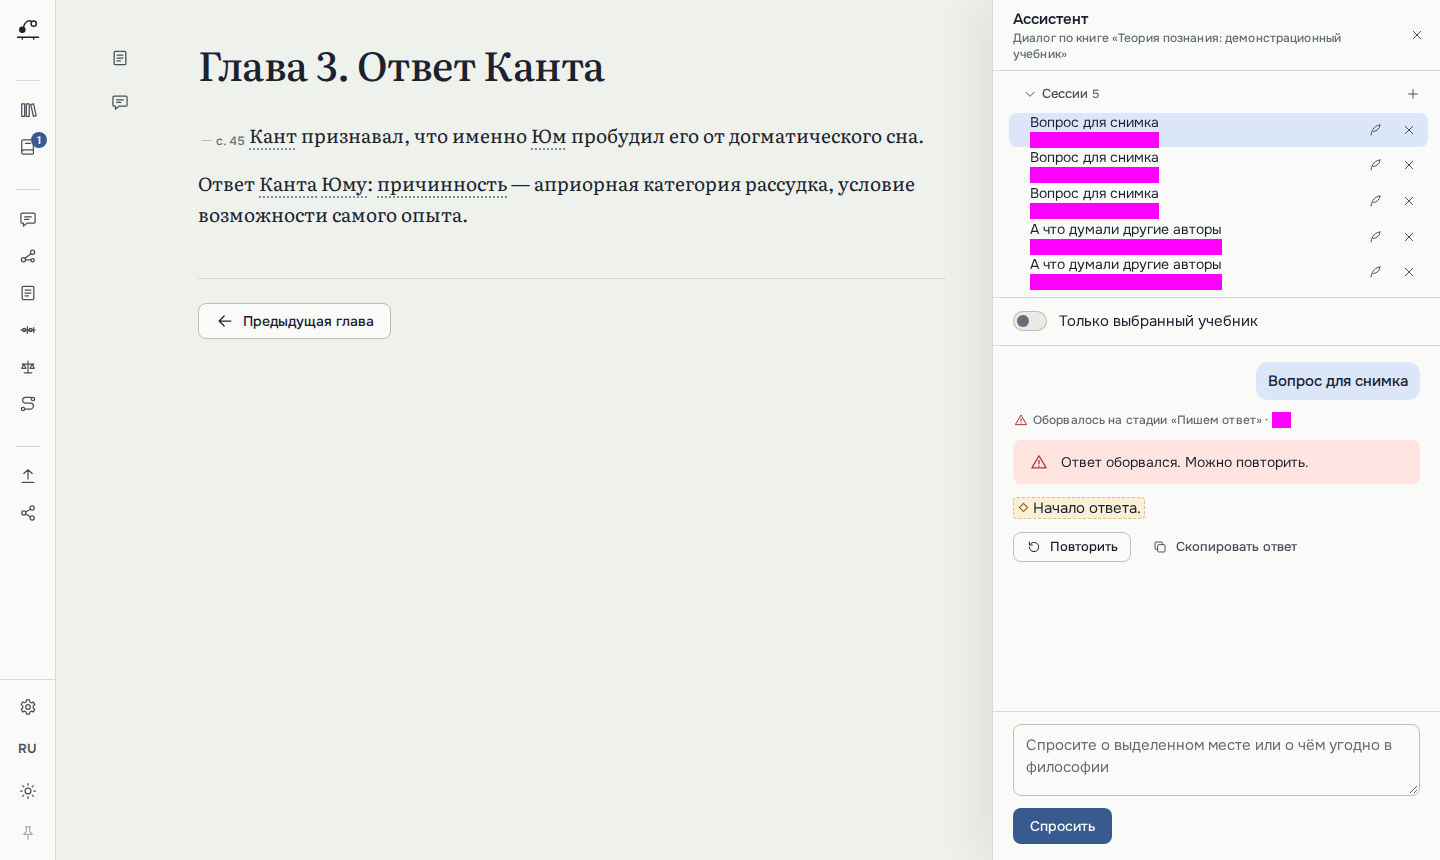 1
RU
Глава 3. Ответ Канта
с. 45 Кант признавал, что именно Юм пробудил его от догматического сна.
Ответ Канта Юму: причинность — априорная категория рассудка, условие
возможности самого опыта.
Предыдущая глава
Ассистент
Диалог по книге «Теория познания: демонстрационный
учебник»
Сессии 5
Вопрос для снимка
Вопрос для снимка
Вопрос для снимка
А что думали другие авторы
А что думали другие авторы
Только выбранный учебник
Вопрос для снимка
Оборвалось на стадии «Пишем ответ» ·
Ответ оборвался. Можно повторить.
Начало ответа.
Повторить
Скопировать ответ
Спросите о выделенном месте или о чём угодно в
философии
Спросить